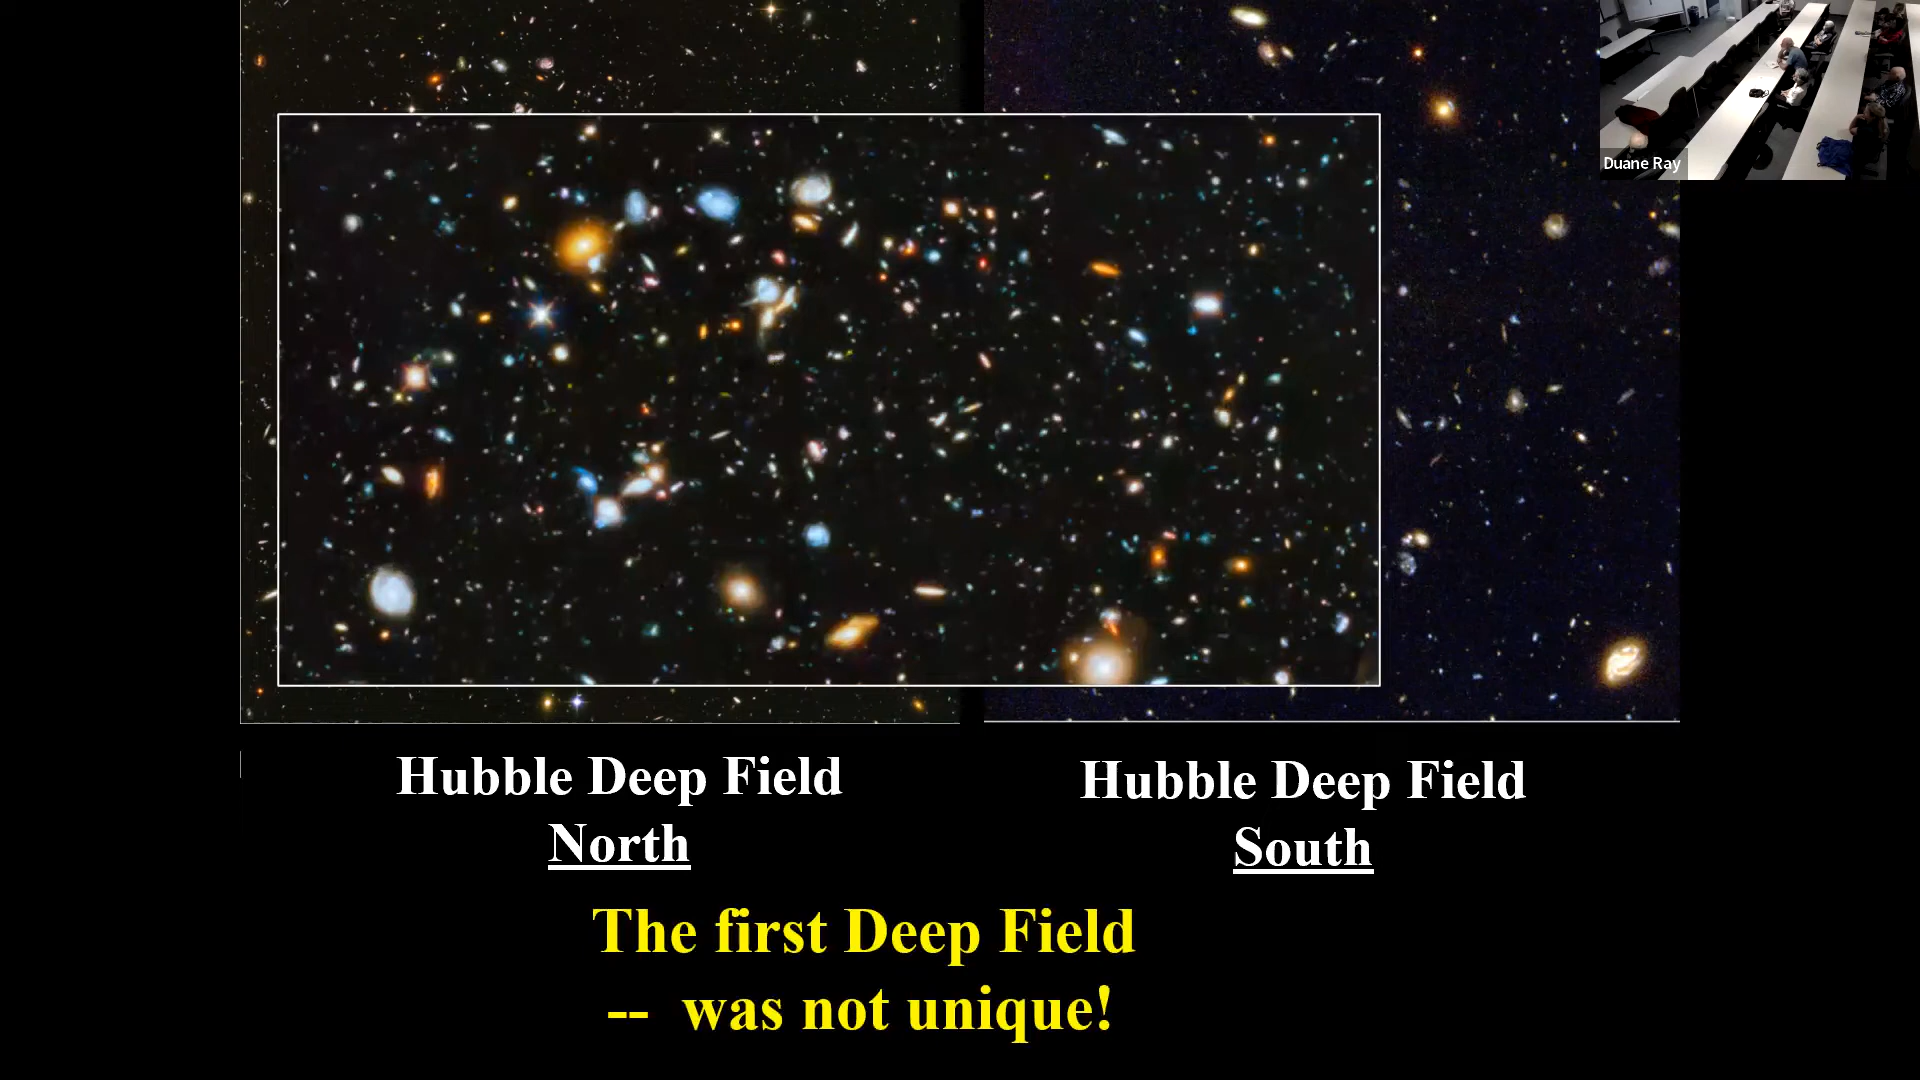 Duane Ray
Hubble Deep Field
North
Hubble Deep Field
South
The first Deep Field
-- was not unique!